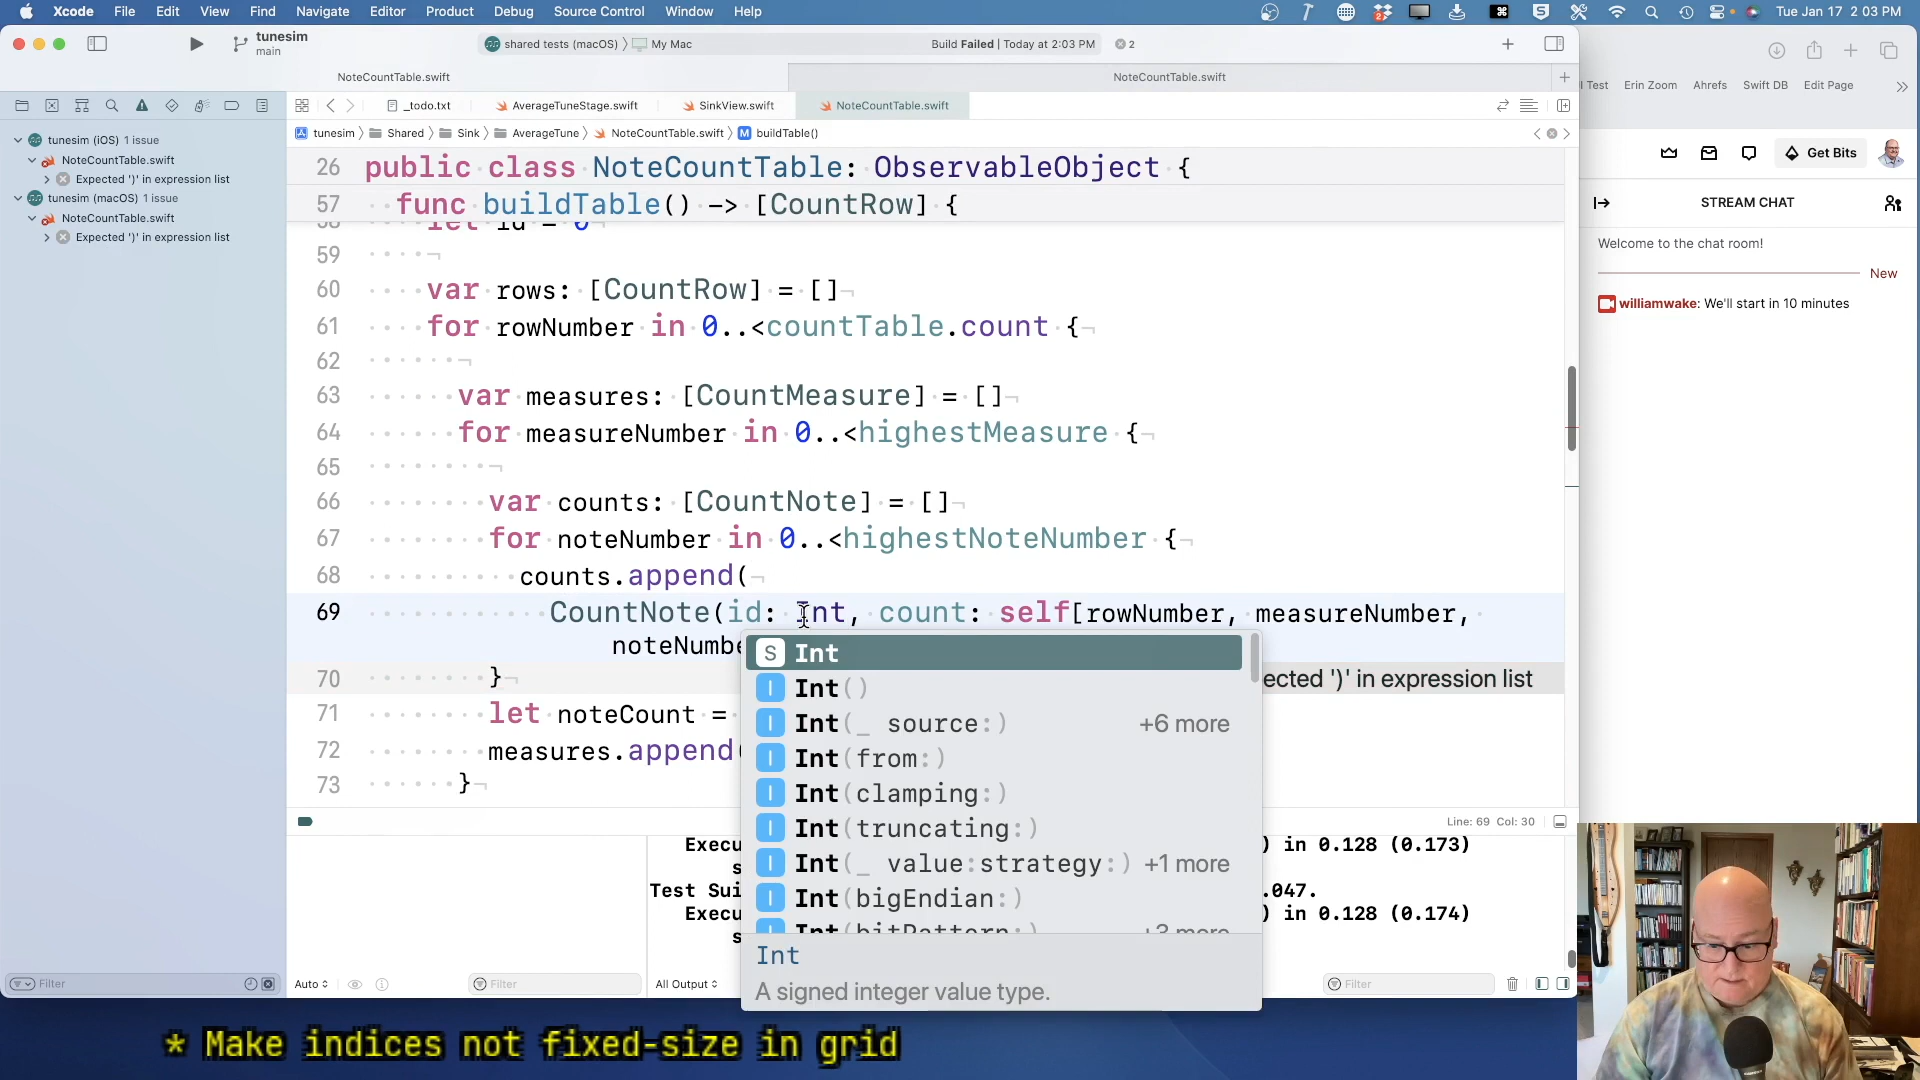 Xcode File Edit View Find Navigate Editor Product Debug Source Control Window Help Tue Jan 17 2:03 PM
tunesim
main
shared tests (macOS) 〉 My Mac
Build Failed | Today at 2:03 PM 2
NoteCountTable.swift
NoteCountTable.swift
_todo.txt AverageTuneStage.swift SinkView.swift NoteCountTable.swift
tunesim 〉 Shared 〉 Sink 〉 AverageTune 〉 NoteCountTable.swift 〉 M buildTable()
tunesim (iOS) 1 issue
NoteCountTable.swift
Expected ')' in expression list
tunesim (macOS) 1 issue
NoteCountTable.swift
Expected ')' in expression list
26 public class NoteCountTable: ObservableObject {
57 func buildTable() -> [CountRow] {
58 let id = 0
59
60 var rows: [CountRow] = []
61 for rowNumber in 0..<countTable.count {
62
63 var measures: [CountMeasure] = []
64 for measureNumber in 0..<highestMeasure {
65
66 var counts: [CountNote] = []
67 for noteNumber in 0..<highestNoteNumber {
68 counts.append(
69 CountNote(id: Int, count: self[rowNumber, measureNumber,
noteNumbe
70 }
ected ')' in expression list
71 let noteCount =
72 measures.append
73 }
S Int
I Int()
I Int(_ source:) +6 more
I Int(from:)
I Int(clamping:)
I Int(truncating:)
I Int(_ value:strategy:) +1 more
I Int(bigEndian:)
I Int(bitPattern:) +3 more
Int
A signed integer value type.
Line: 69 Col: 30
Execu ) in 0.128 (0.173)
s
Test Sui .047.
Execu ) in 0.128 (0.174)
s
Filter
Auto
Filter
All Output
Filter
l Test Erin Zoom Ahrefs Swift DB Edit Page
Get Bits
STREAM CHAT
Welcome to the chat room!
New
williamwake: We'll start in 10 minutes
* Make indices not fixed-size in grid